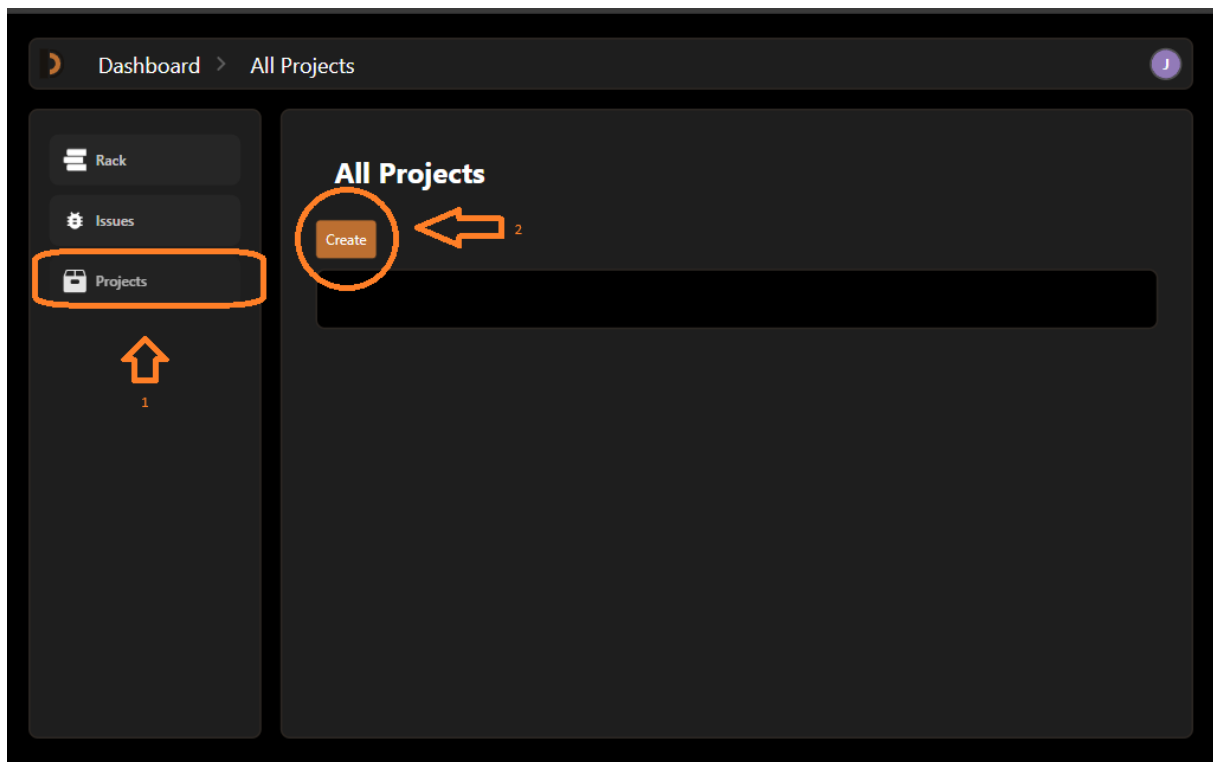 Dashboard > All Projects
J
Rack
Issues
Projects
1
All Projects
Create
2